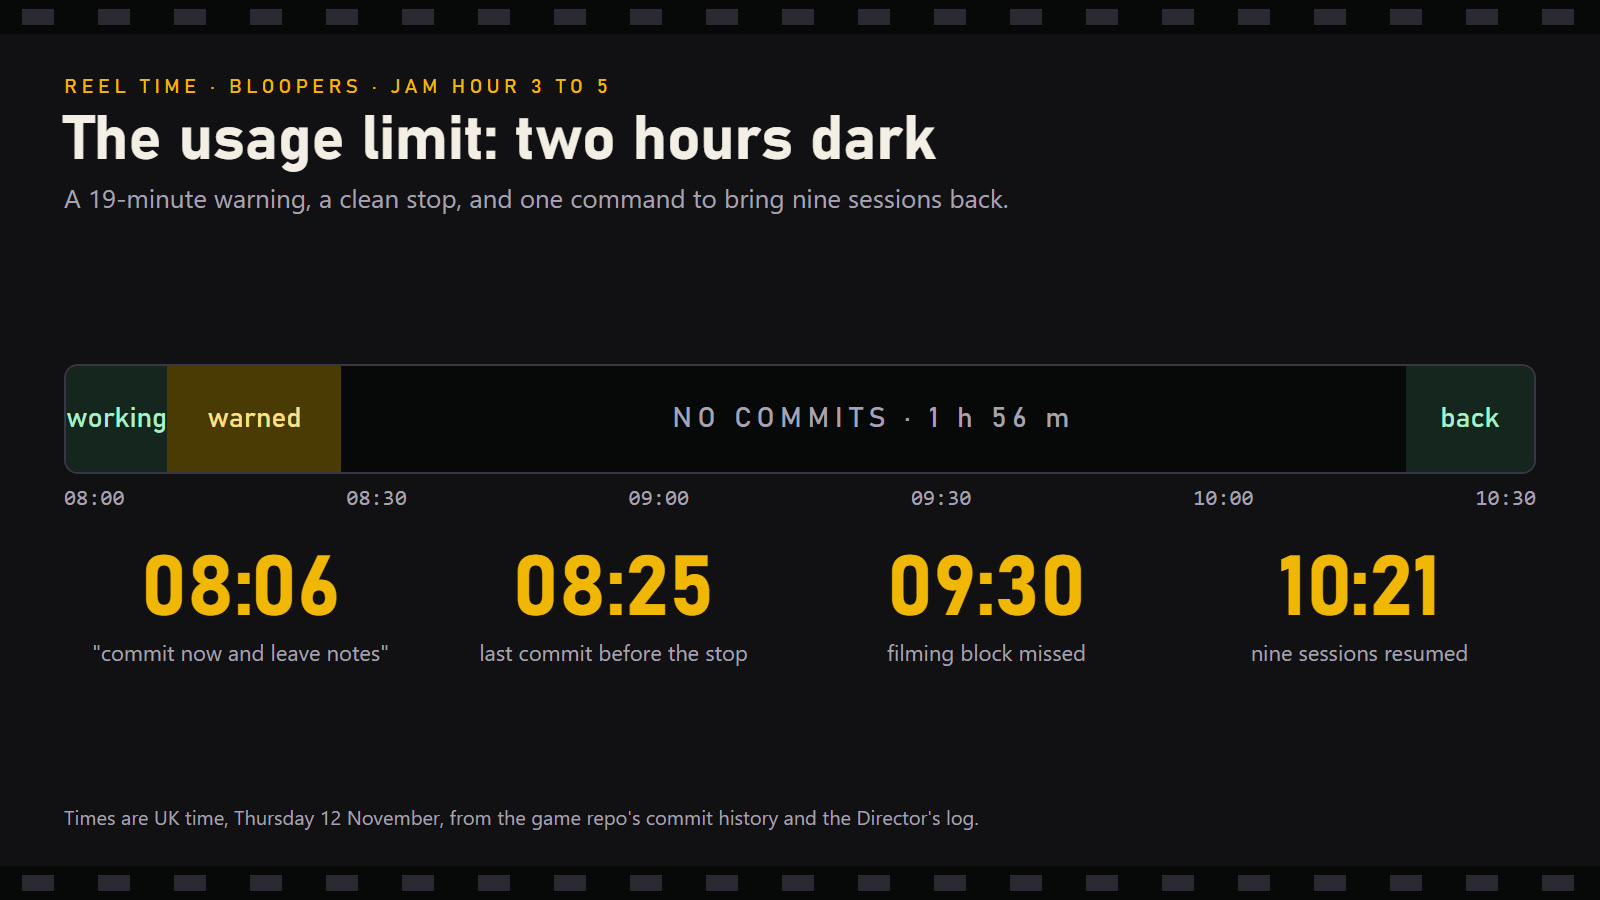 REEL TIME · BLOOPERS · JAM HOUR 3 TO 5
The usage limit: two hours dark
A 19-minute warning, a clean stop, and one command to bring nine sessions back.
working warned NO COMMITS · 1 h 56 m back
08:00 08:30 09:00 09:30 10:00 10:30
08:06 08:25 09:30 10:21
"commit now and leave notes" last commit before the stop filming block missed nine sessions resumed
Times are UK time, Thursday 12 November, from the game repo's commit history and the Director's log.